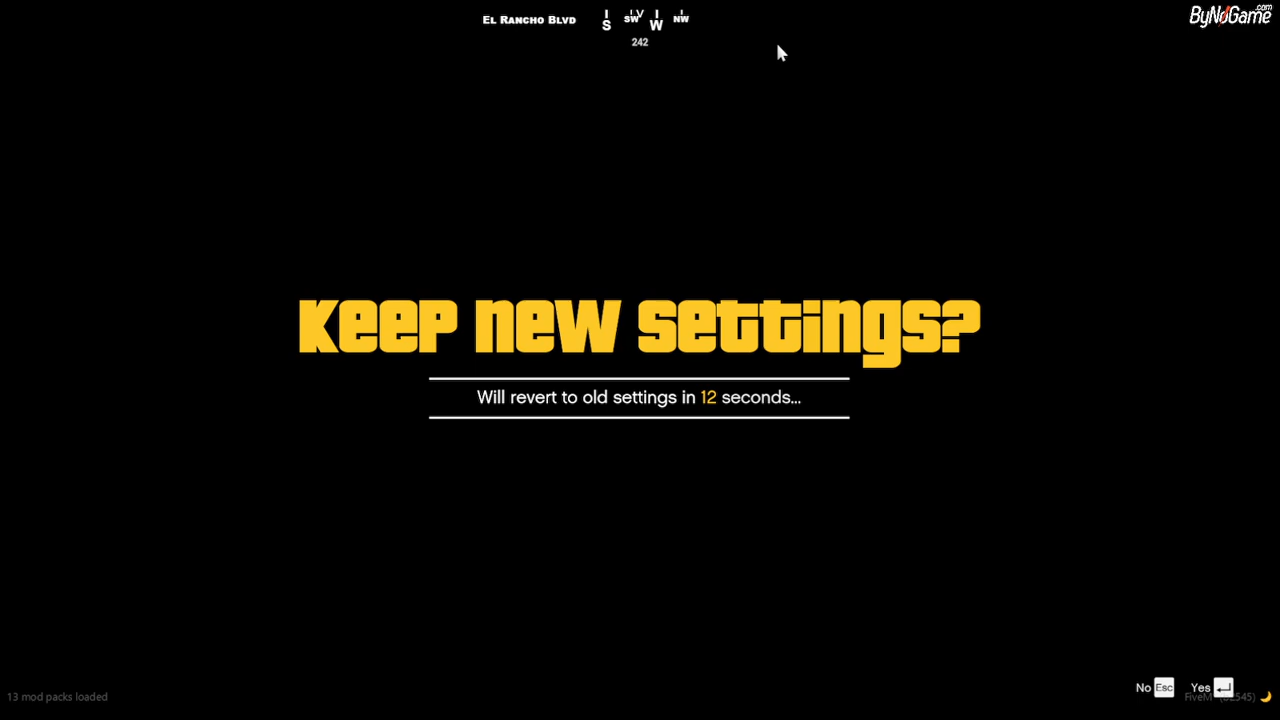 El Rancho Blvd
S SW W NW
242
ByNoGame.com
Keep new settings?
Will revert to old settings in 12 seconds...
No Esc Yes
13 mod packs loaded